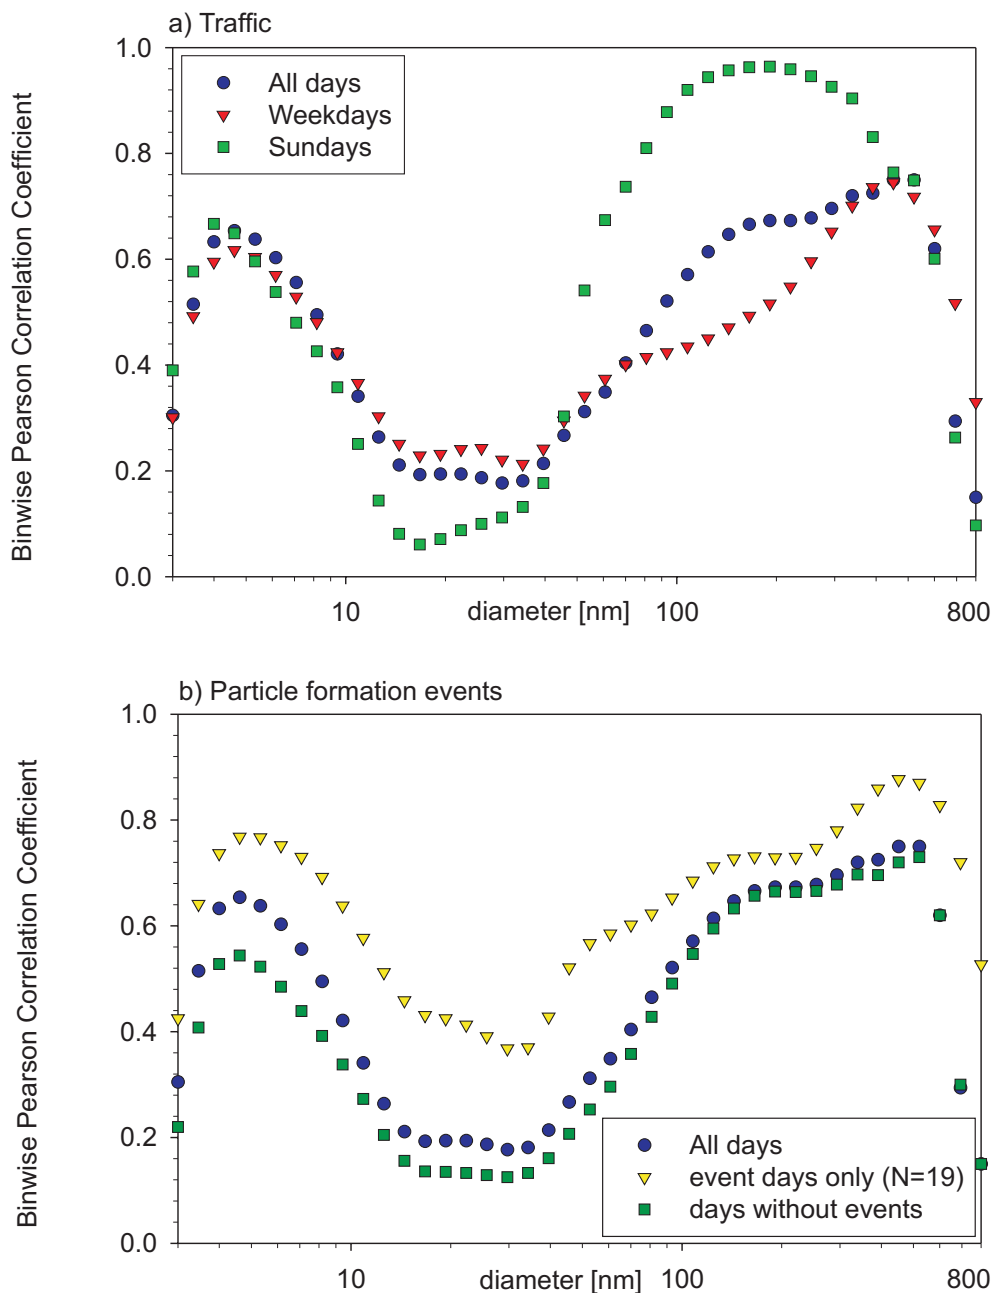 a) Traffic
Binwise Pearson Correlation Coefficient
1.0
0.8
0.6
0.4
0.2
0.0
All days
Weekdays
Sundays
10
100
800
diameter [nm]
b) Particle formation events
Binwise Pearson Correlation Coefficient
1.0
0.8
0.6
0.4
0.2
0.0
All days
event days only (N=19)
days without events
10
100
800
diameter [nm]